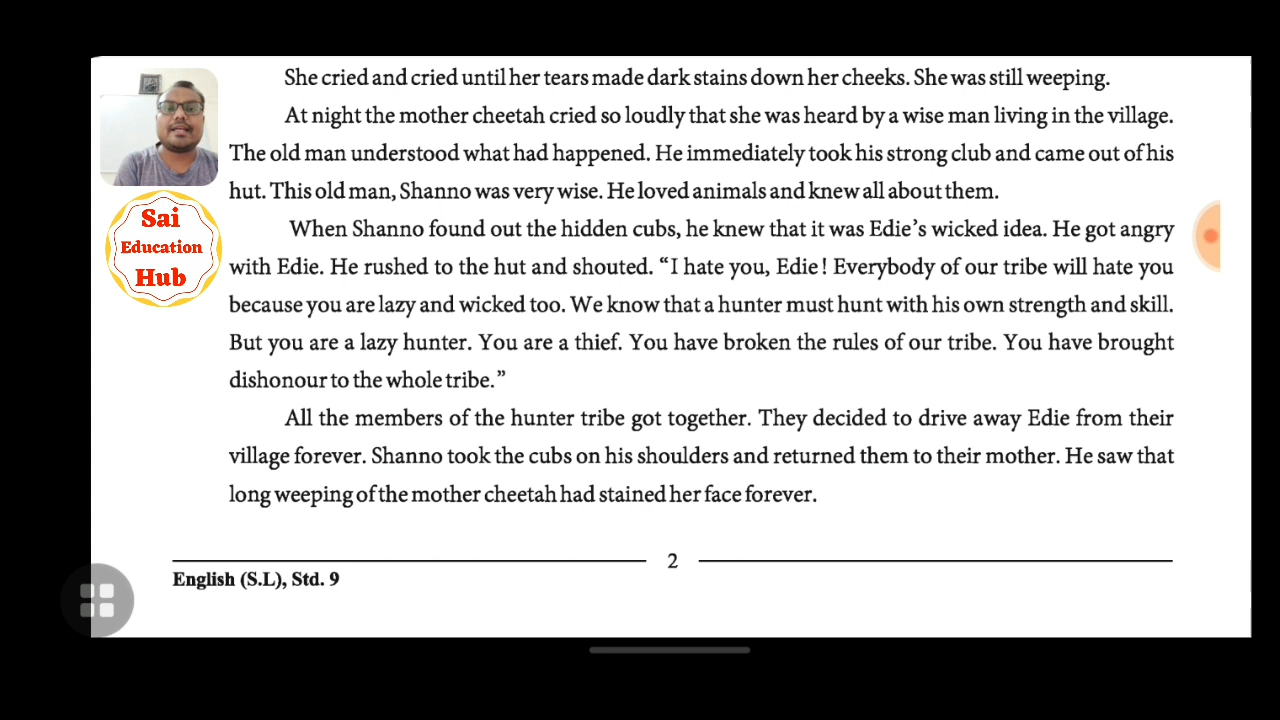 She cried and cried until her tears made dark stains down her cheeks. She was still weeping.
At night the mother cheetah cried so loudly that she was heard by a wise man living in the village.
The old man understood what had happened. He immediately took his strong club and came out of his
hut. This old man, Shanno was very wise. He loved animals and knew all about them.
When Shanno found out the hidden cubs, he knew that it was Edie's wicked idea. He got angry
with Edie. He rushed to the hut and shouted. “I hate you, Edie! Everybody of our tribe will hate you
because you are lazy and wicked too. We know that a hunter must hunt with his own strength and skill.
But you are a lazy hunter. You are a thief. You have broken the rules of our tribe. You have brought
dishonour to the whole tribe.”
All the members of the hunter tribe got together. They decided to drive away Edie from their
village forever. Shanno took the cubs on his shoulders and returned them to their mother. He saw that
long weeping of the mother cheetah had stained her face forever.
2
English (S.L), Std. 9
Sai
Education
Hub